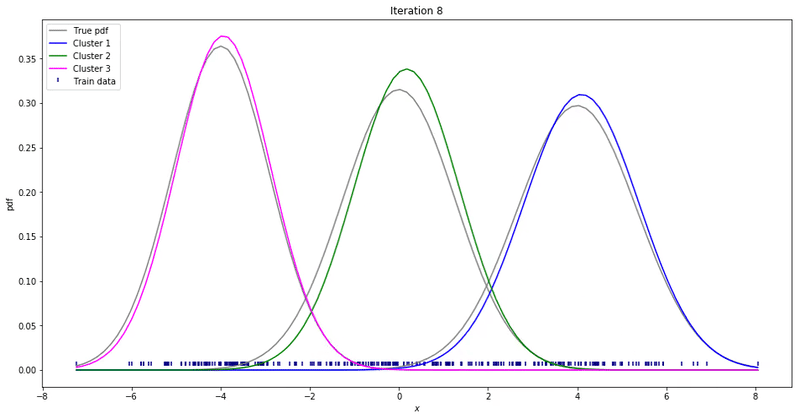 Iteration 8
True pdf
Cluster 1
Cluster 2
Cluster 3
Train data
0.35
0.30
0.25
0.20
0.15
0.10
0.05
0.00
pdf
−8 −6 −4 −2 0 2 4 6 8
x